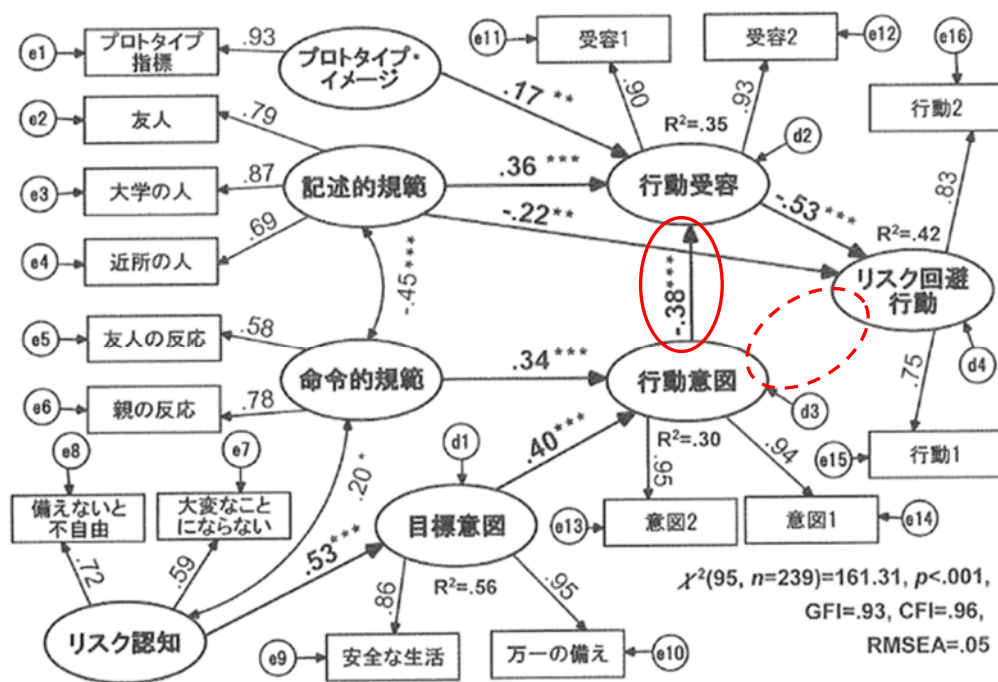 e1
プロトタイプ
指標
.93
プロトタイプ・
イメージ
e11
受容1
受容2
e12
e16
行動2
.90
.93
.17 **
R²=.35
d2
e2
友人
.79
e3
大学の人
.87
記述的規範
.36 ***
行動受容
-.53***
.83
e4
近所の人
.69
-.22**
R²=.42
リスク回避
行動
-.45***
-.38***
e5
友人の反応
.58
命令的規範
.34 ***
行動意図
d3
d4
.75
e6
親の反応
.78
e8
e7
d1
.40***
R²=.30
.95
.94
e15
行動1
備えないと
不自由
大変なこと
にならない
.20 *
目標意図
e13
意図2
意図1
e14
.72
.59
.53***
R²=.56
.86
.95
リスク認知
e9
安全な生活
万一の備え
e10
χ²(95, n=239)=161.31, p<.001,
GFI=.93, CFI=.96,
RMSEA=.05